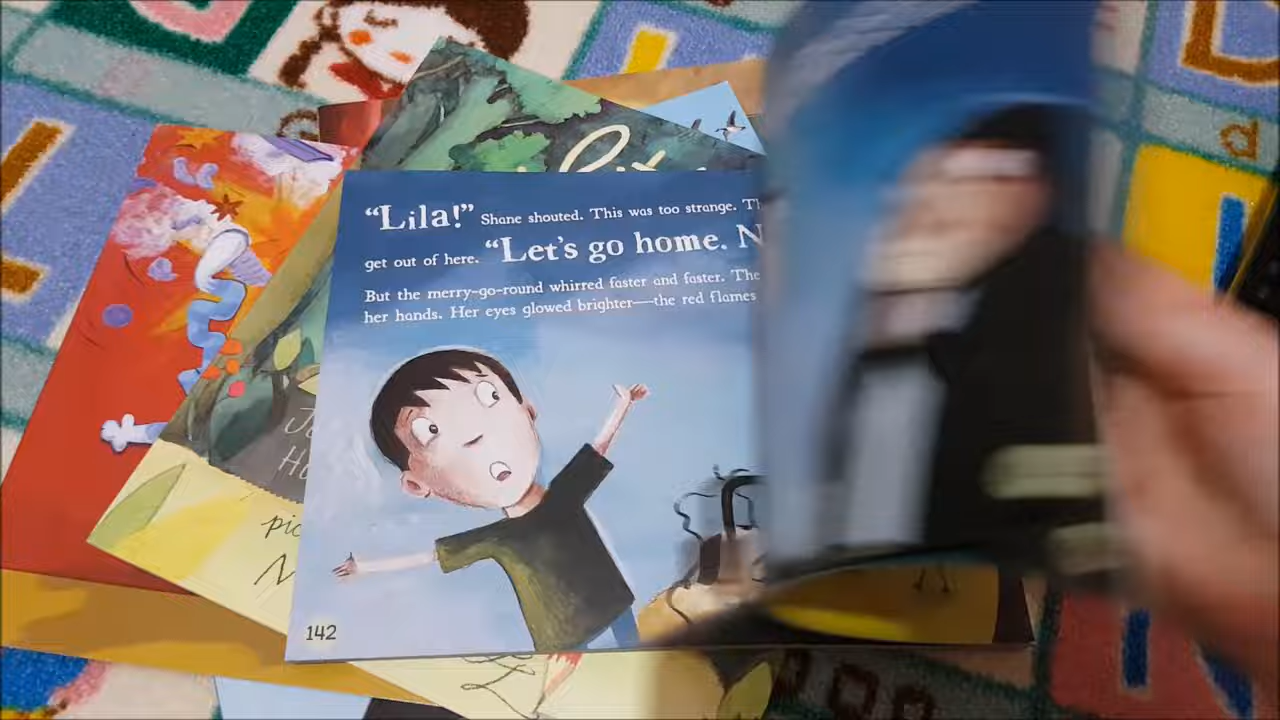 “Lila!” Shane shouted. This was too strange.
get out of here. “Let’s go home.
But the merry-go-round whirred faster and faster. The
her hands. Her eyes glowed brighter—the red flames
142